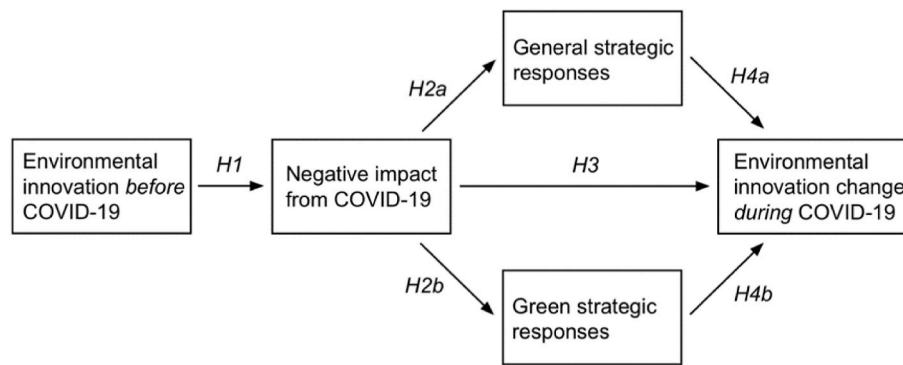 General strategic
responses
H2a
H4a
Environmental
innovation before
COVID-19
H1
Negative impact
from COVID-19
H3
Environmental
innovation change
during COVID-19
H2b
H4b
Green strategic
responses